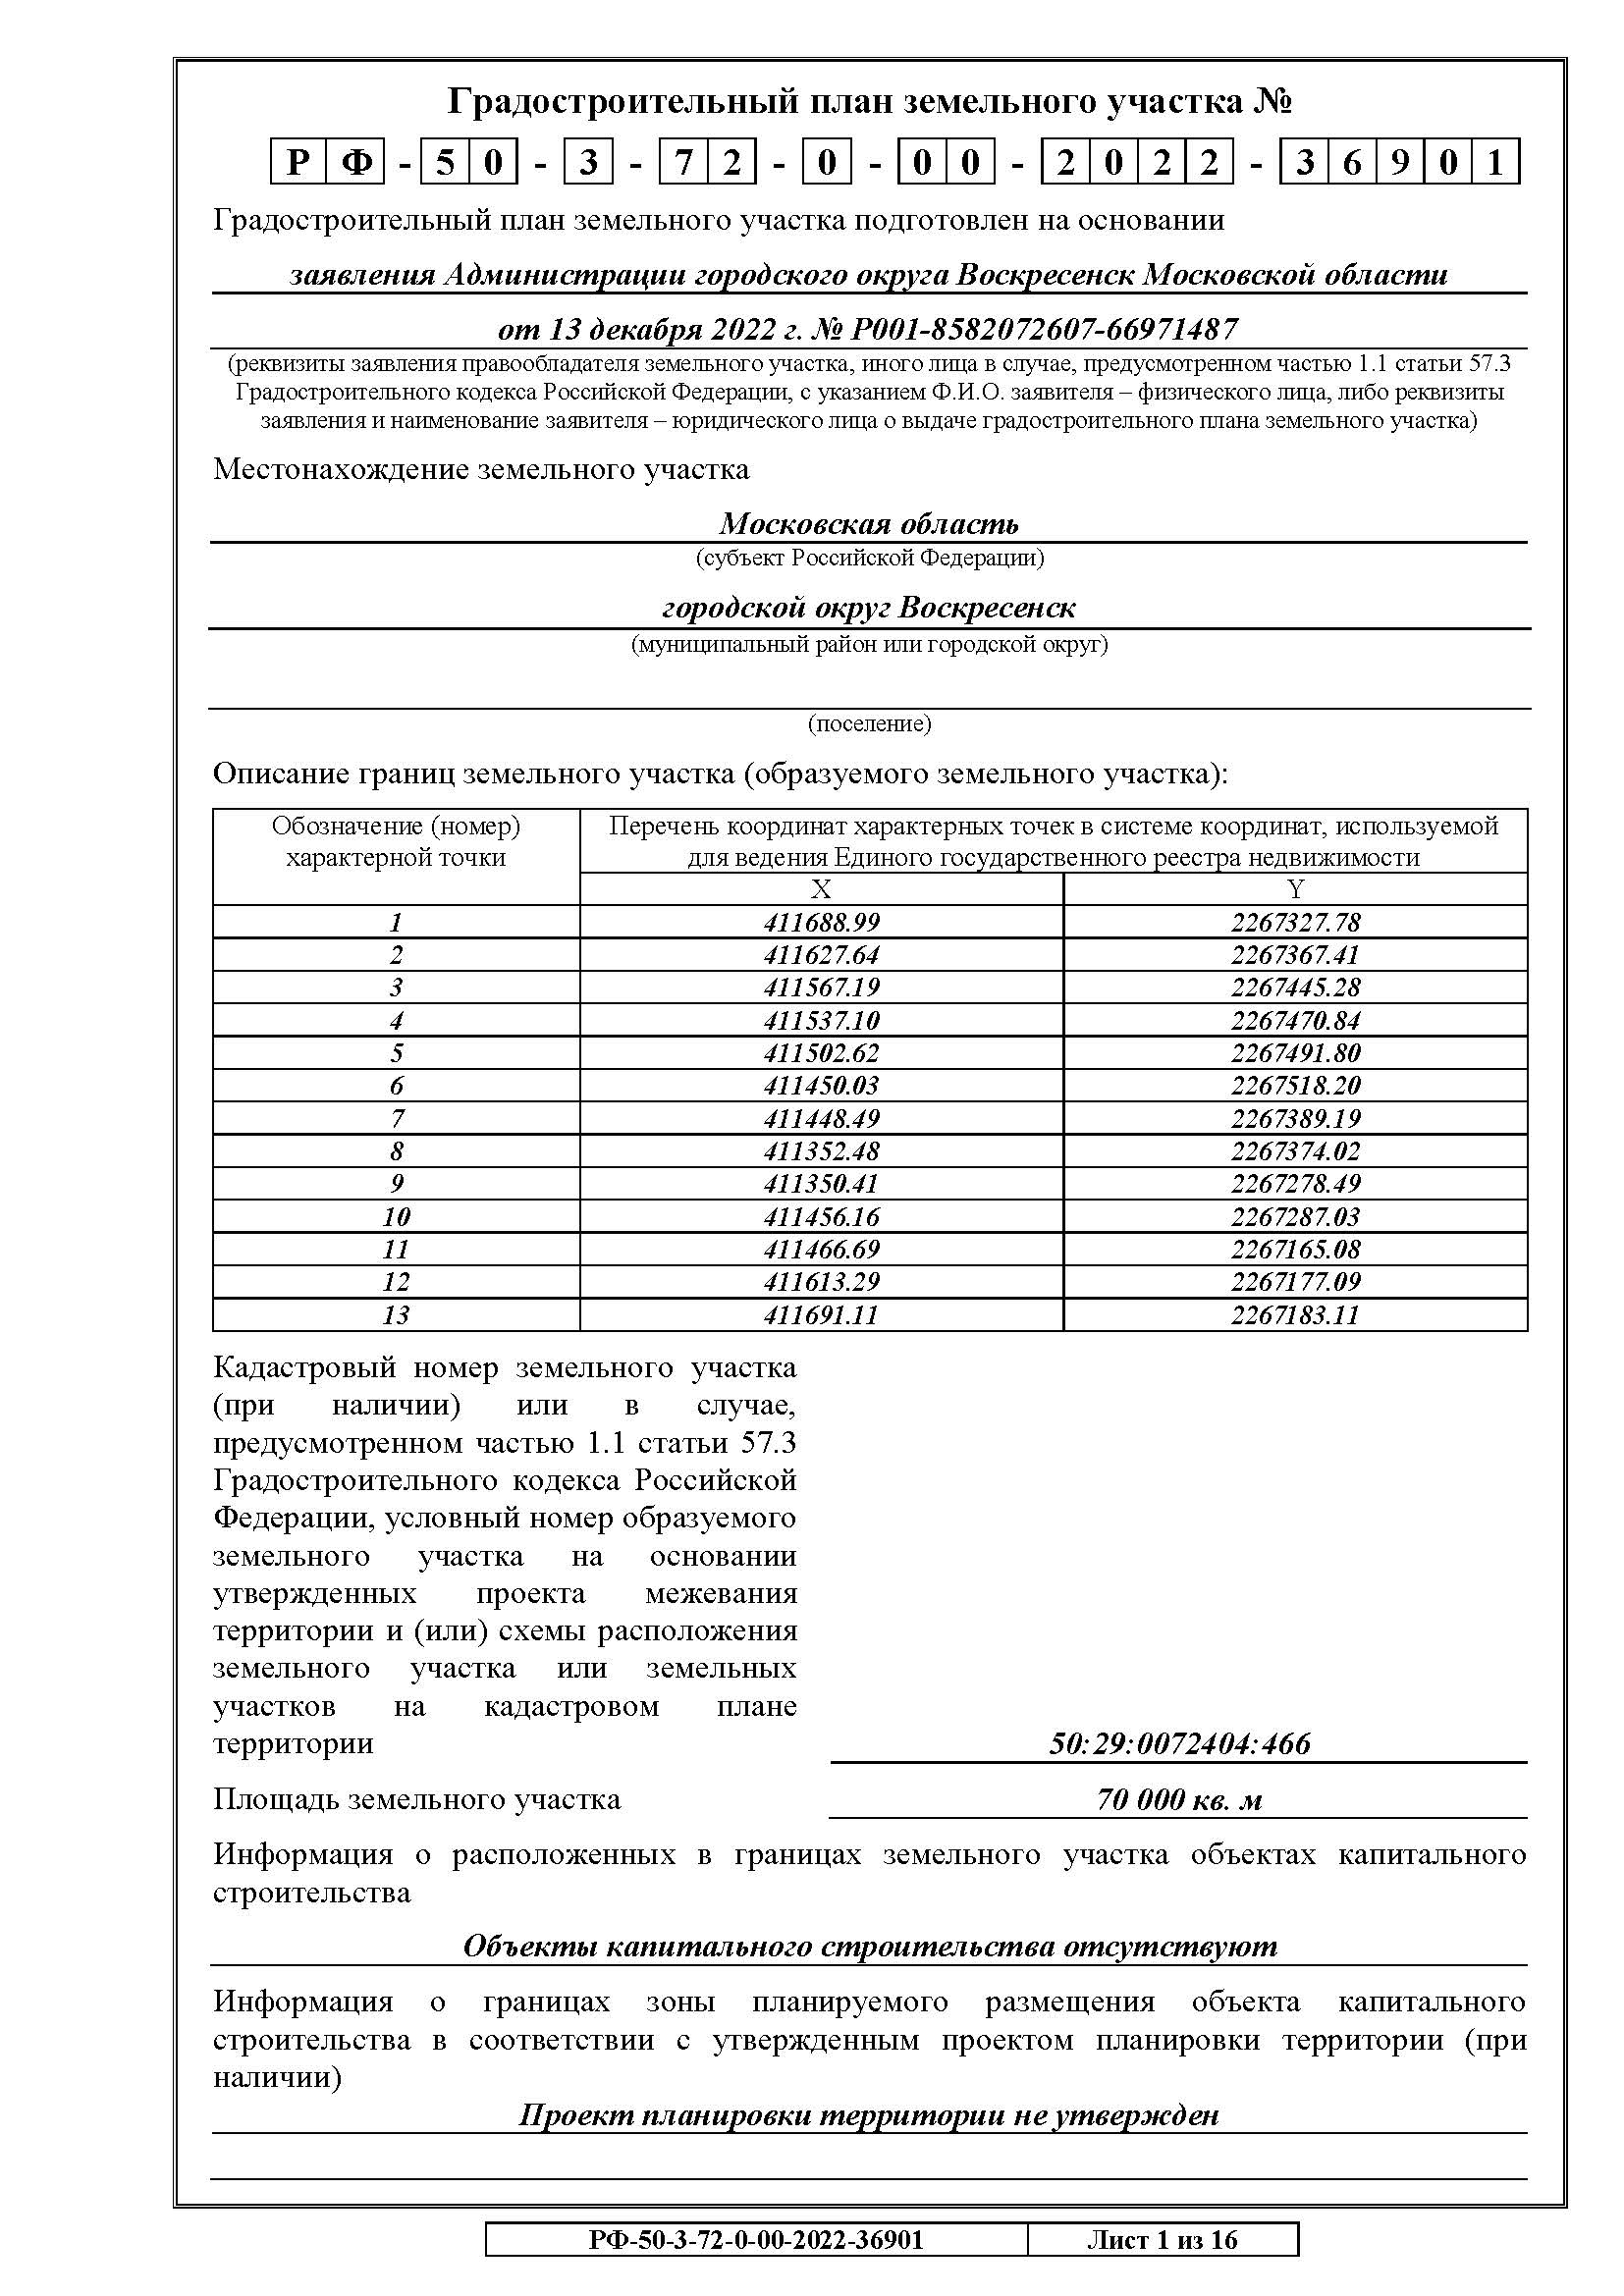 Градостроительный план земельного участка №
Р Ф - 5 0 - 3 - 7 2 - 0 - 0 0 - 2 0 2 2 - 3 6 9 0 1
Градостроительный план земельного участка подготовлен на основании
заявления Администрации городского округа Воскресенск Московской области
от 13 декабря 2022 г. № Р001-8582072607-66971487
(реквизиты заявления правообладателя земельного участка, иного лица в случае, предусмотренном частью 1.1 статьи 57.3
Градостроительного кодекса Российской Федерации, с указанием Ф.И.О. заявителя – физического лица, либо реквизиты
заявления и наименование заявителя – юридического лица о выдаче градостроительного плана земельного участка)
Местонахождение земельного участка
Московская область
(субъект Российской Федерации)
городской округ Воскресенск
(муниципальный район или городской округ)
(поселение)
Описание границ земельного участка (образуемого земельного участка):
Обозначение (номер) характерной точки
Перечень координат характерных точек в системе координат, используемой
для ведения Единого государственного реестра недвижимости
X Y
1 411688.99 2267327.78
2 411627.64 2267367.41
3 411567.19 2267445.28
4 411537.10 2267470.84
5 411502.62 2267491.80
6 411450.03 2267518.20
7 411448.49 2267389.19
8 411352.48 2267374.02
9 411350.41 2267278.49
10 411456.16 2267287.03
11 411466.69 2267165.08
12 411613.29 2267177.09
13 411691.11 2267183.11
Кадастровый номер земельного участка
(при наличии) или в случае,
предусмотренном частью 1.1 статьи 57.3
Градостроительного кодекса Российской
Федерации, условный номер образуемого
земельного участка на основании
утвержденных проекта межевания
территории и (или) схемы расположения
земельного участка или земельных
участков на кадастровом плане
территории 50:29:0072404:466
Площадь земельного участка 70 000 кв. м
Информация о расположенных в границах земельного участка объектах капитального
строительства
Объекты капитального строительства отсутствуют
Информация о границах зоны планируемого размещения объекта капитального
строительства в соответствии с утвержденным проектом планировки территории (при
наличии)
Проект планировки территории не утвержден
РФ-50-3-72-0-00-2022-36901 Лист 1 из 16